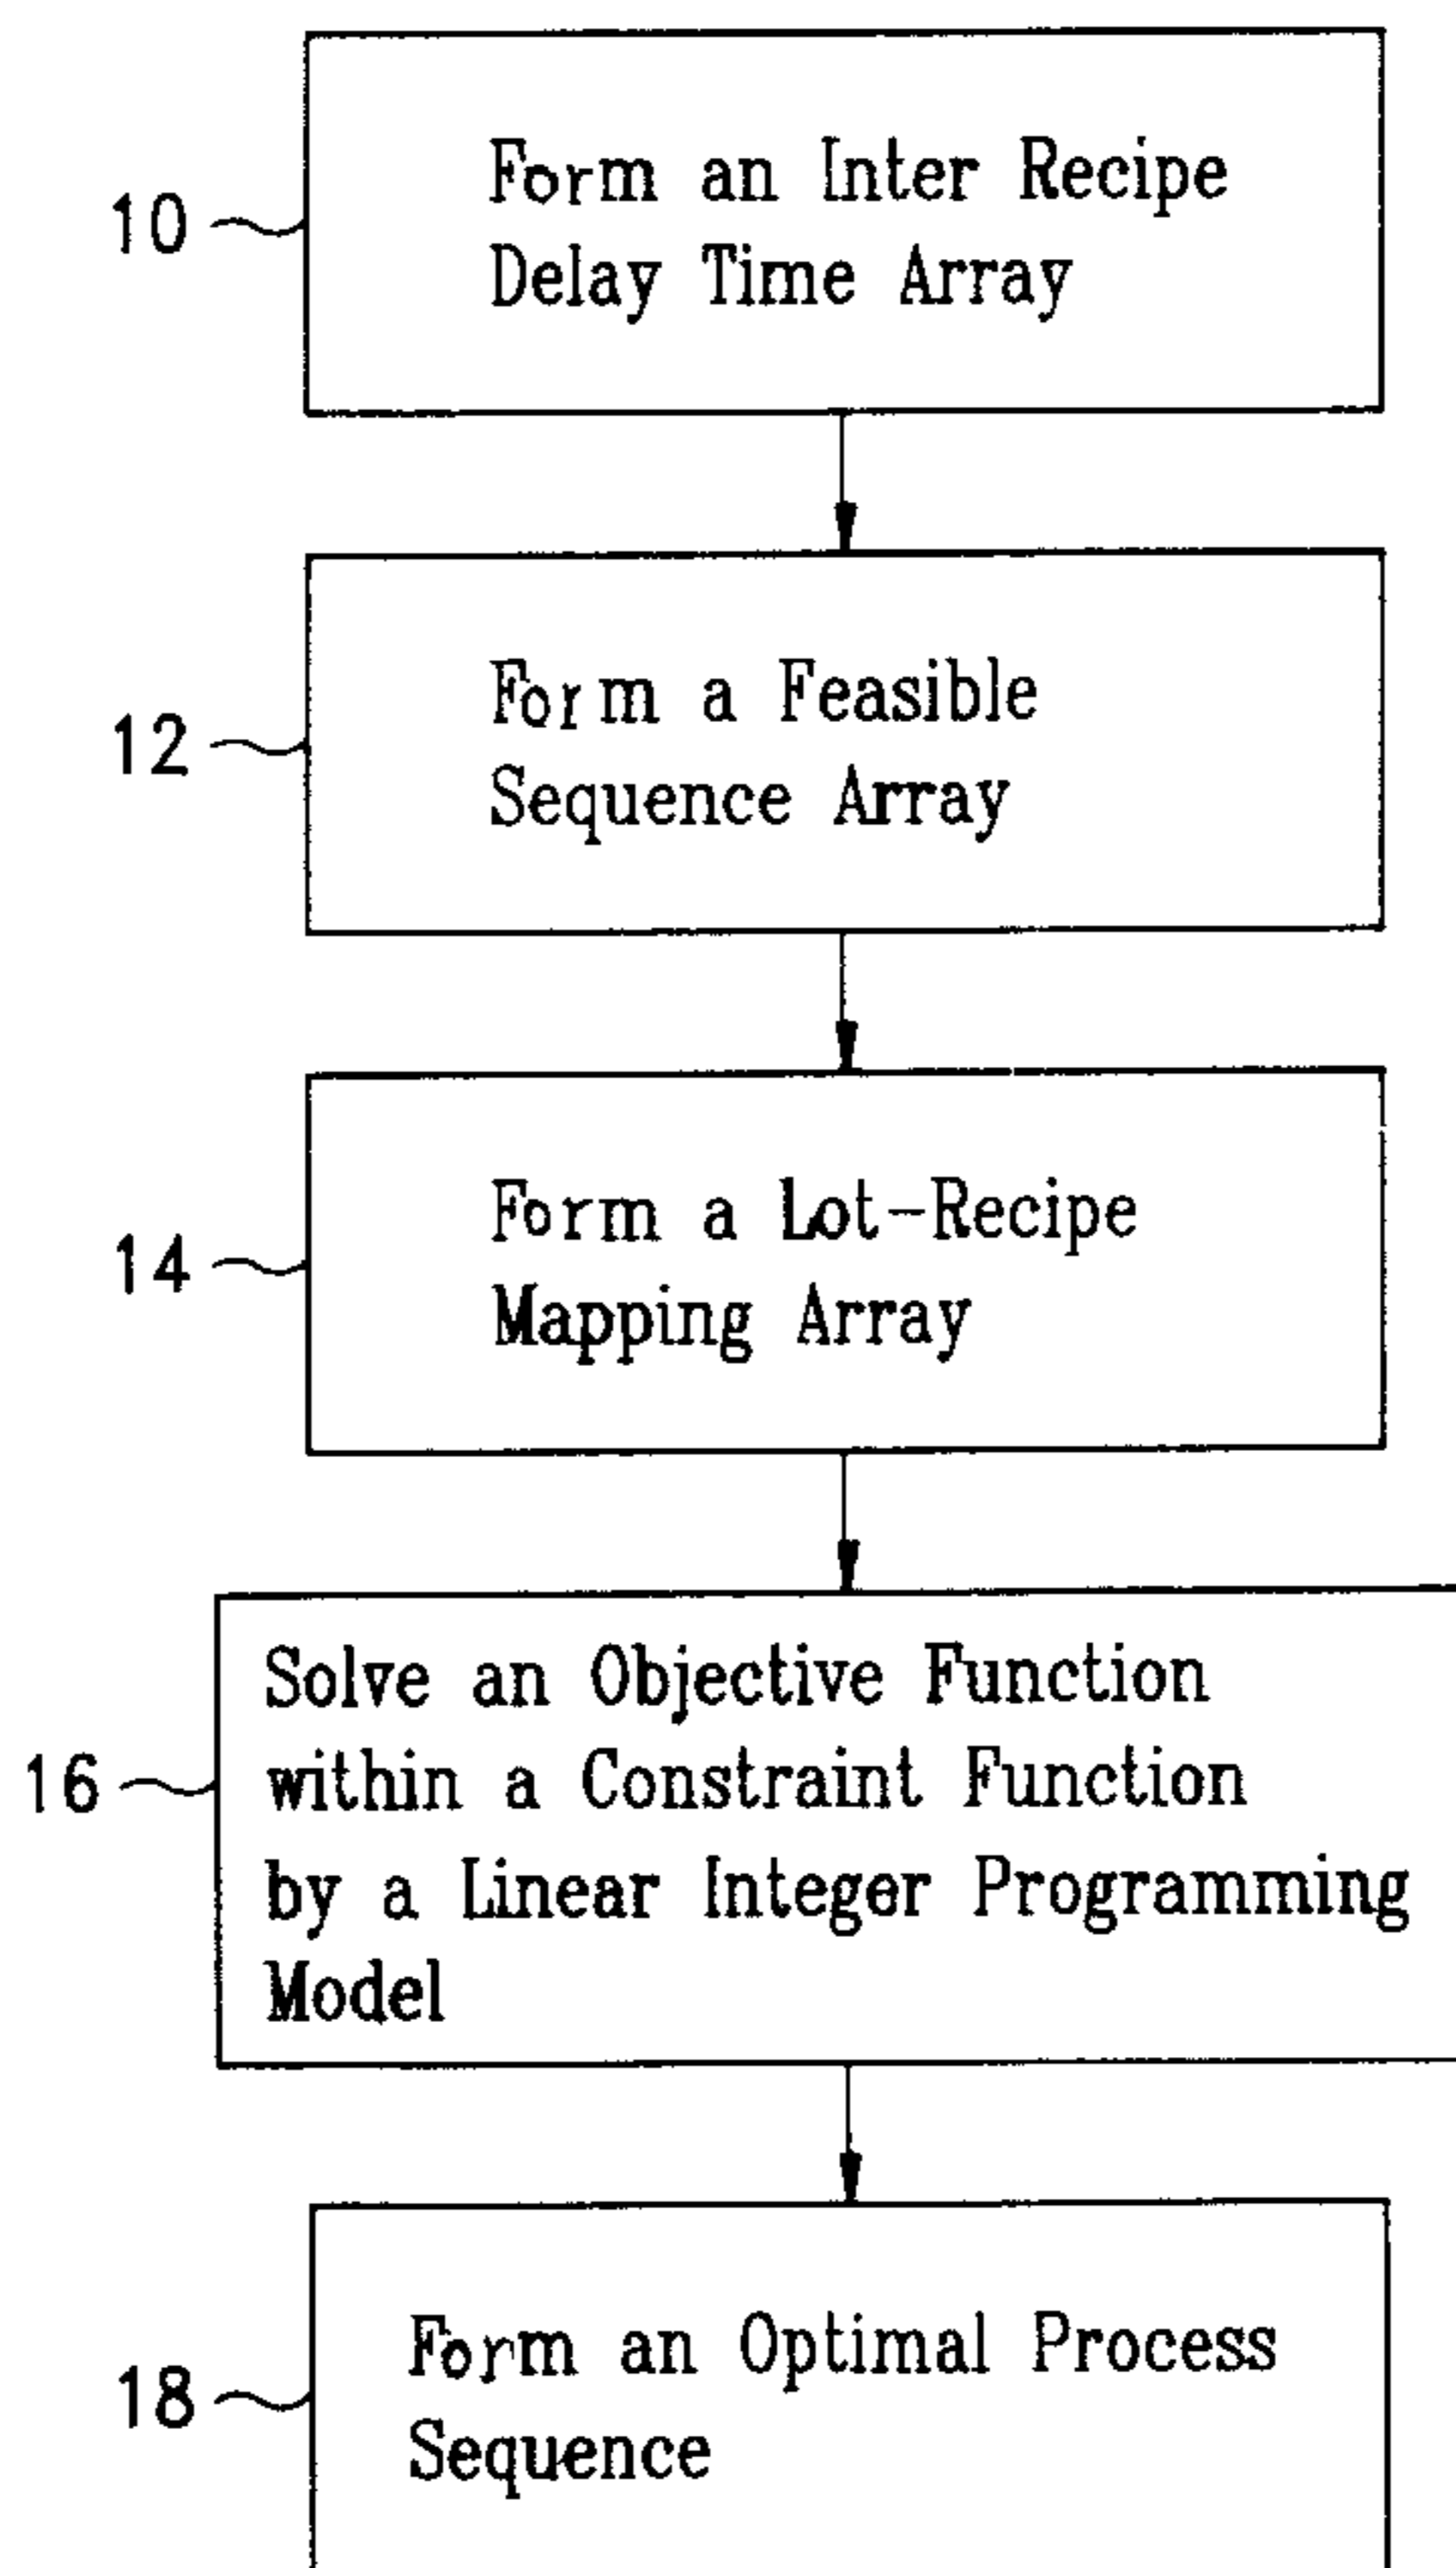 Form an Inter Recipe
10
Delay Time Array
Form a Feasible
12
Sequence Array
Form a Lot-Recipe
14
Mapping Array
Solve an Objective Function
16
within a Constraint Function
by a Linear Integer Programming
Model
Form an Optimal Process
18
Sequence